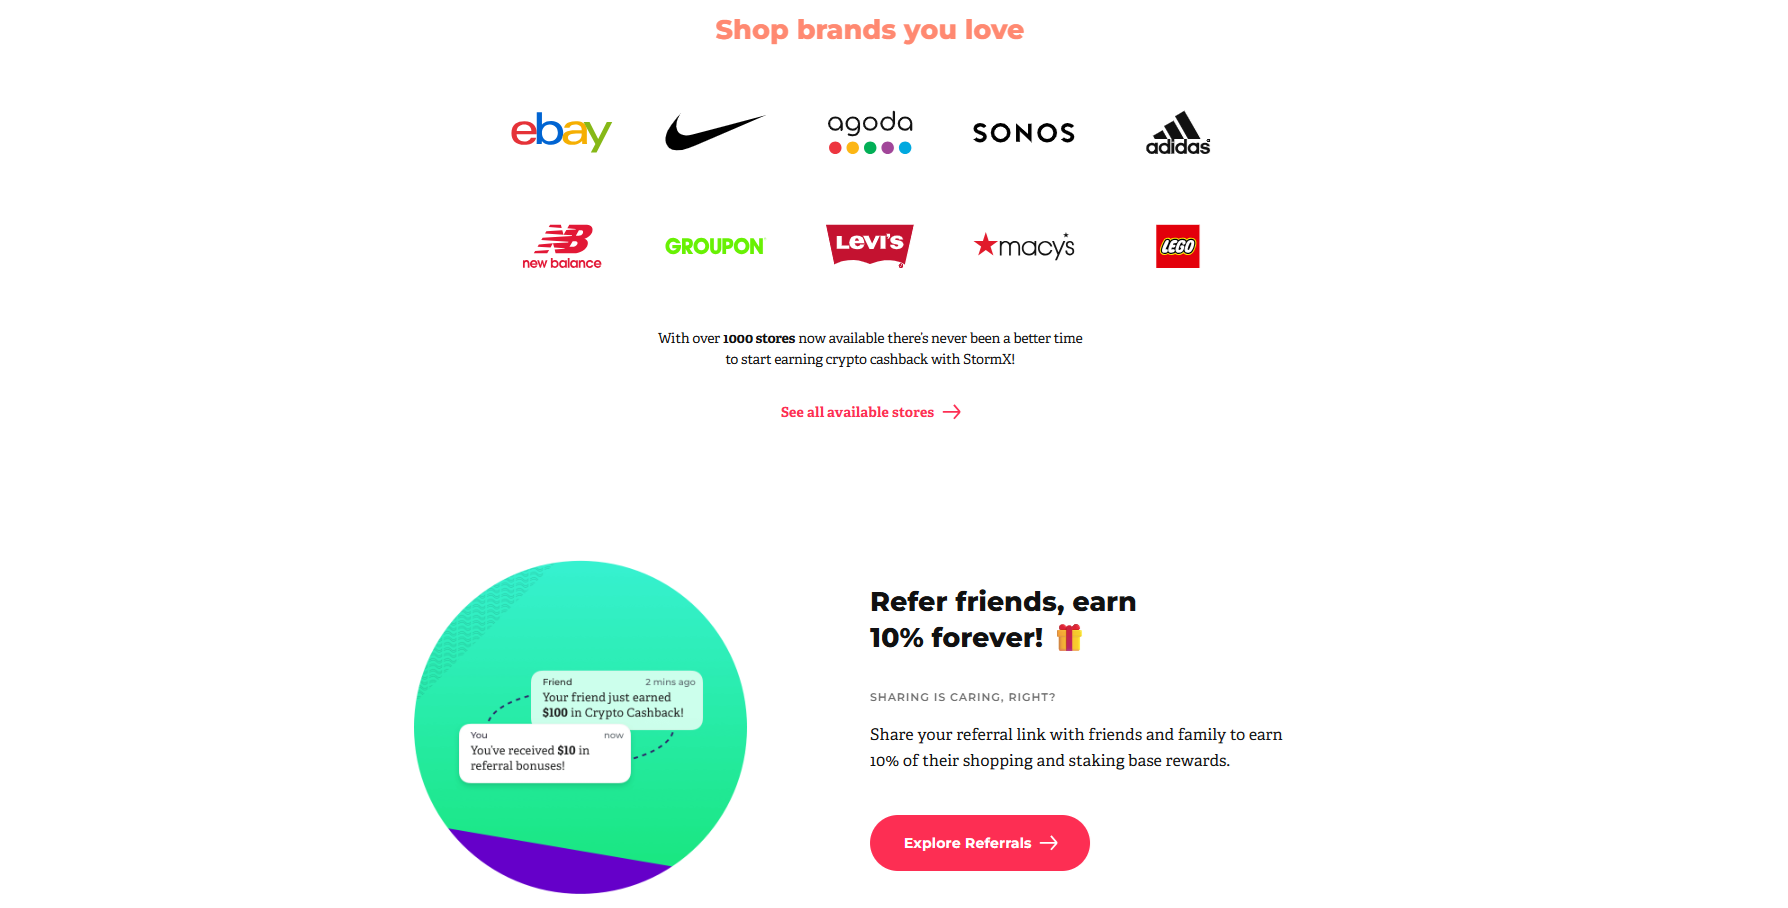 Shop brands you love
ebay
agoda
SONOS
adidas
new balance
GROUPON
LEVI'S
macy's
LEGO
With over 1000 stores now available there's never been a better time
to start earning crypto cashback with StormX!
See all available stores
Friend 2 mins ago
Your friend just earned
$100 in Crypto Cashback!
You now
You've received $10 in
referral bonuses!
Refer friends, earn
10% forever!
SHARING IS CARING, RIGHT?
Share your referral link with friends and family to earn
10% of their shopping and staking base rewards.
Explore Referrals